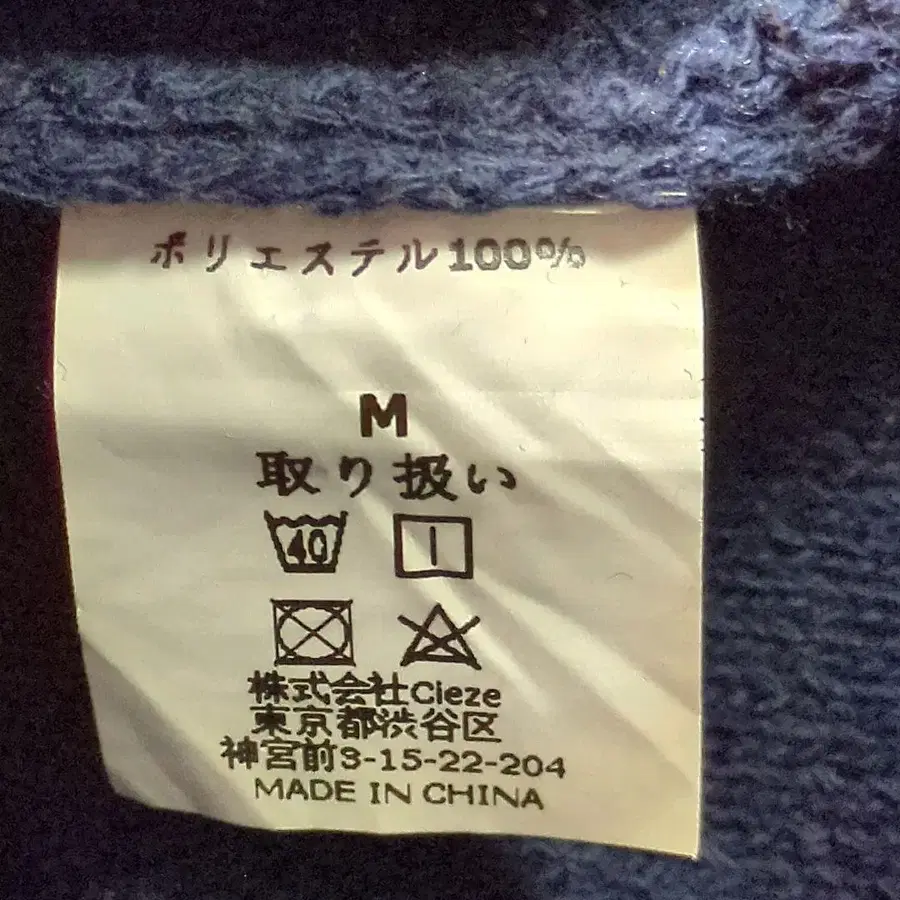 ポリエステル100%
M
取り扱い
40
株式会社Cieze
東京都渋谷区
神宮前3-15-22-204
MADE IN CHINA